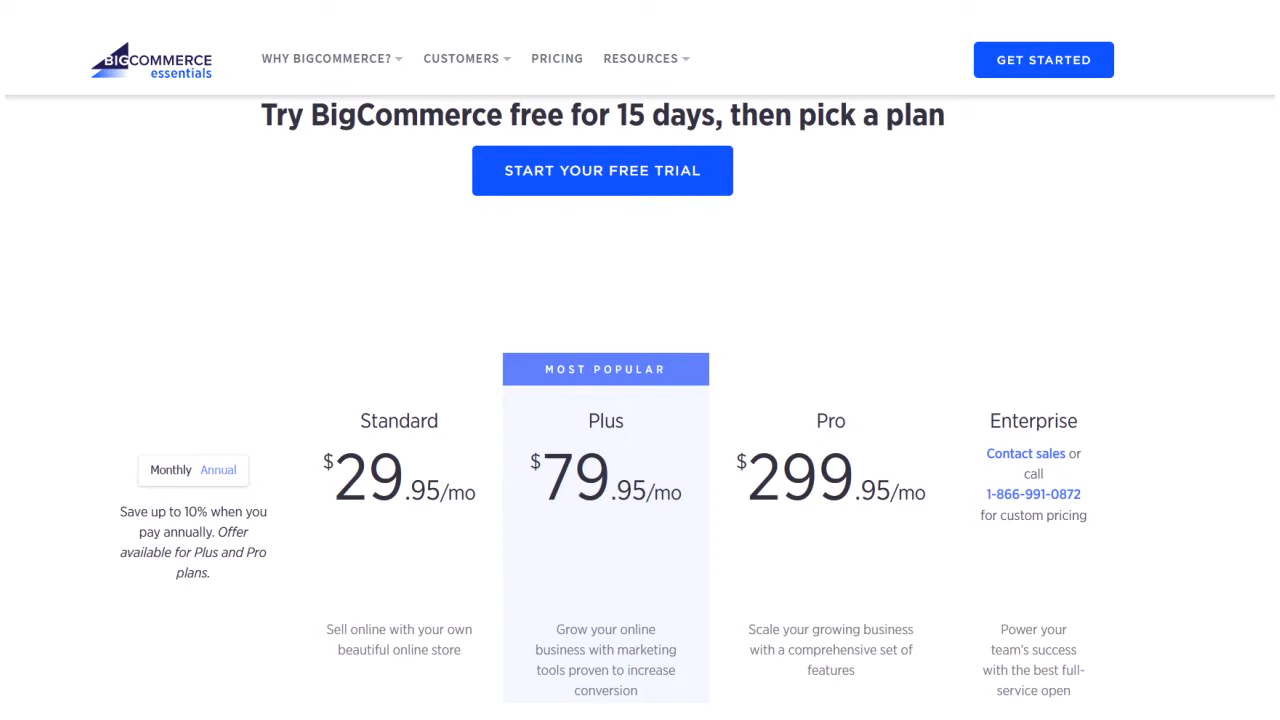 BIGCOMMERCE
essentials
WHY BIGCOMMERCE? CUSTOMERS PRICING RESOURCES
GET STARTED
Try BigCommerce free for 15 days, then pick a plan
START YOUR FREE TRIAL
MOST POPULAR
Monthly Annual
Save up to 10% when you
pay annually. Offer
available for Plus and Pro
plans.
Standard
$29.95/mo
Sell online with your own
beautiful online store
Plus
$79.95/mo
Grow your online
business with marketing
tools proven to increase
conversion
Pro
$299.95/mo
Scale your growing business
with a comprehensive set of
features
Enterprise
Contact sales or
call
1-866-991-0872
for custom pricing
Power your
team's success
with the best full-
service open